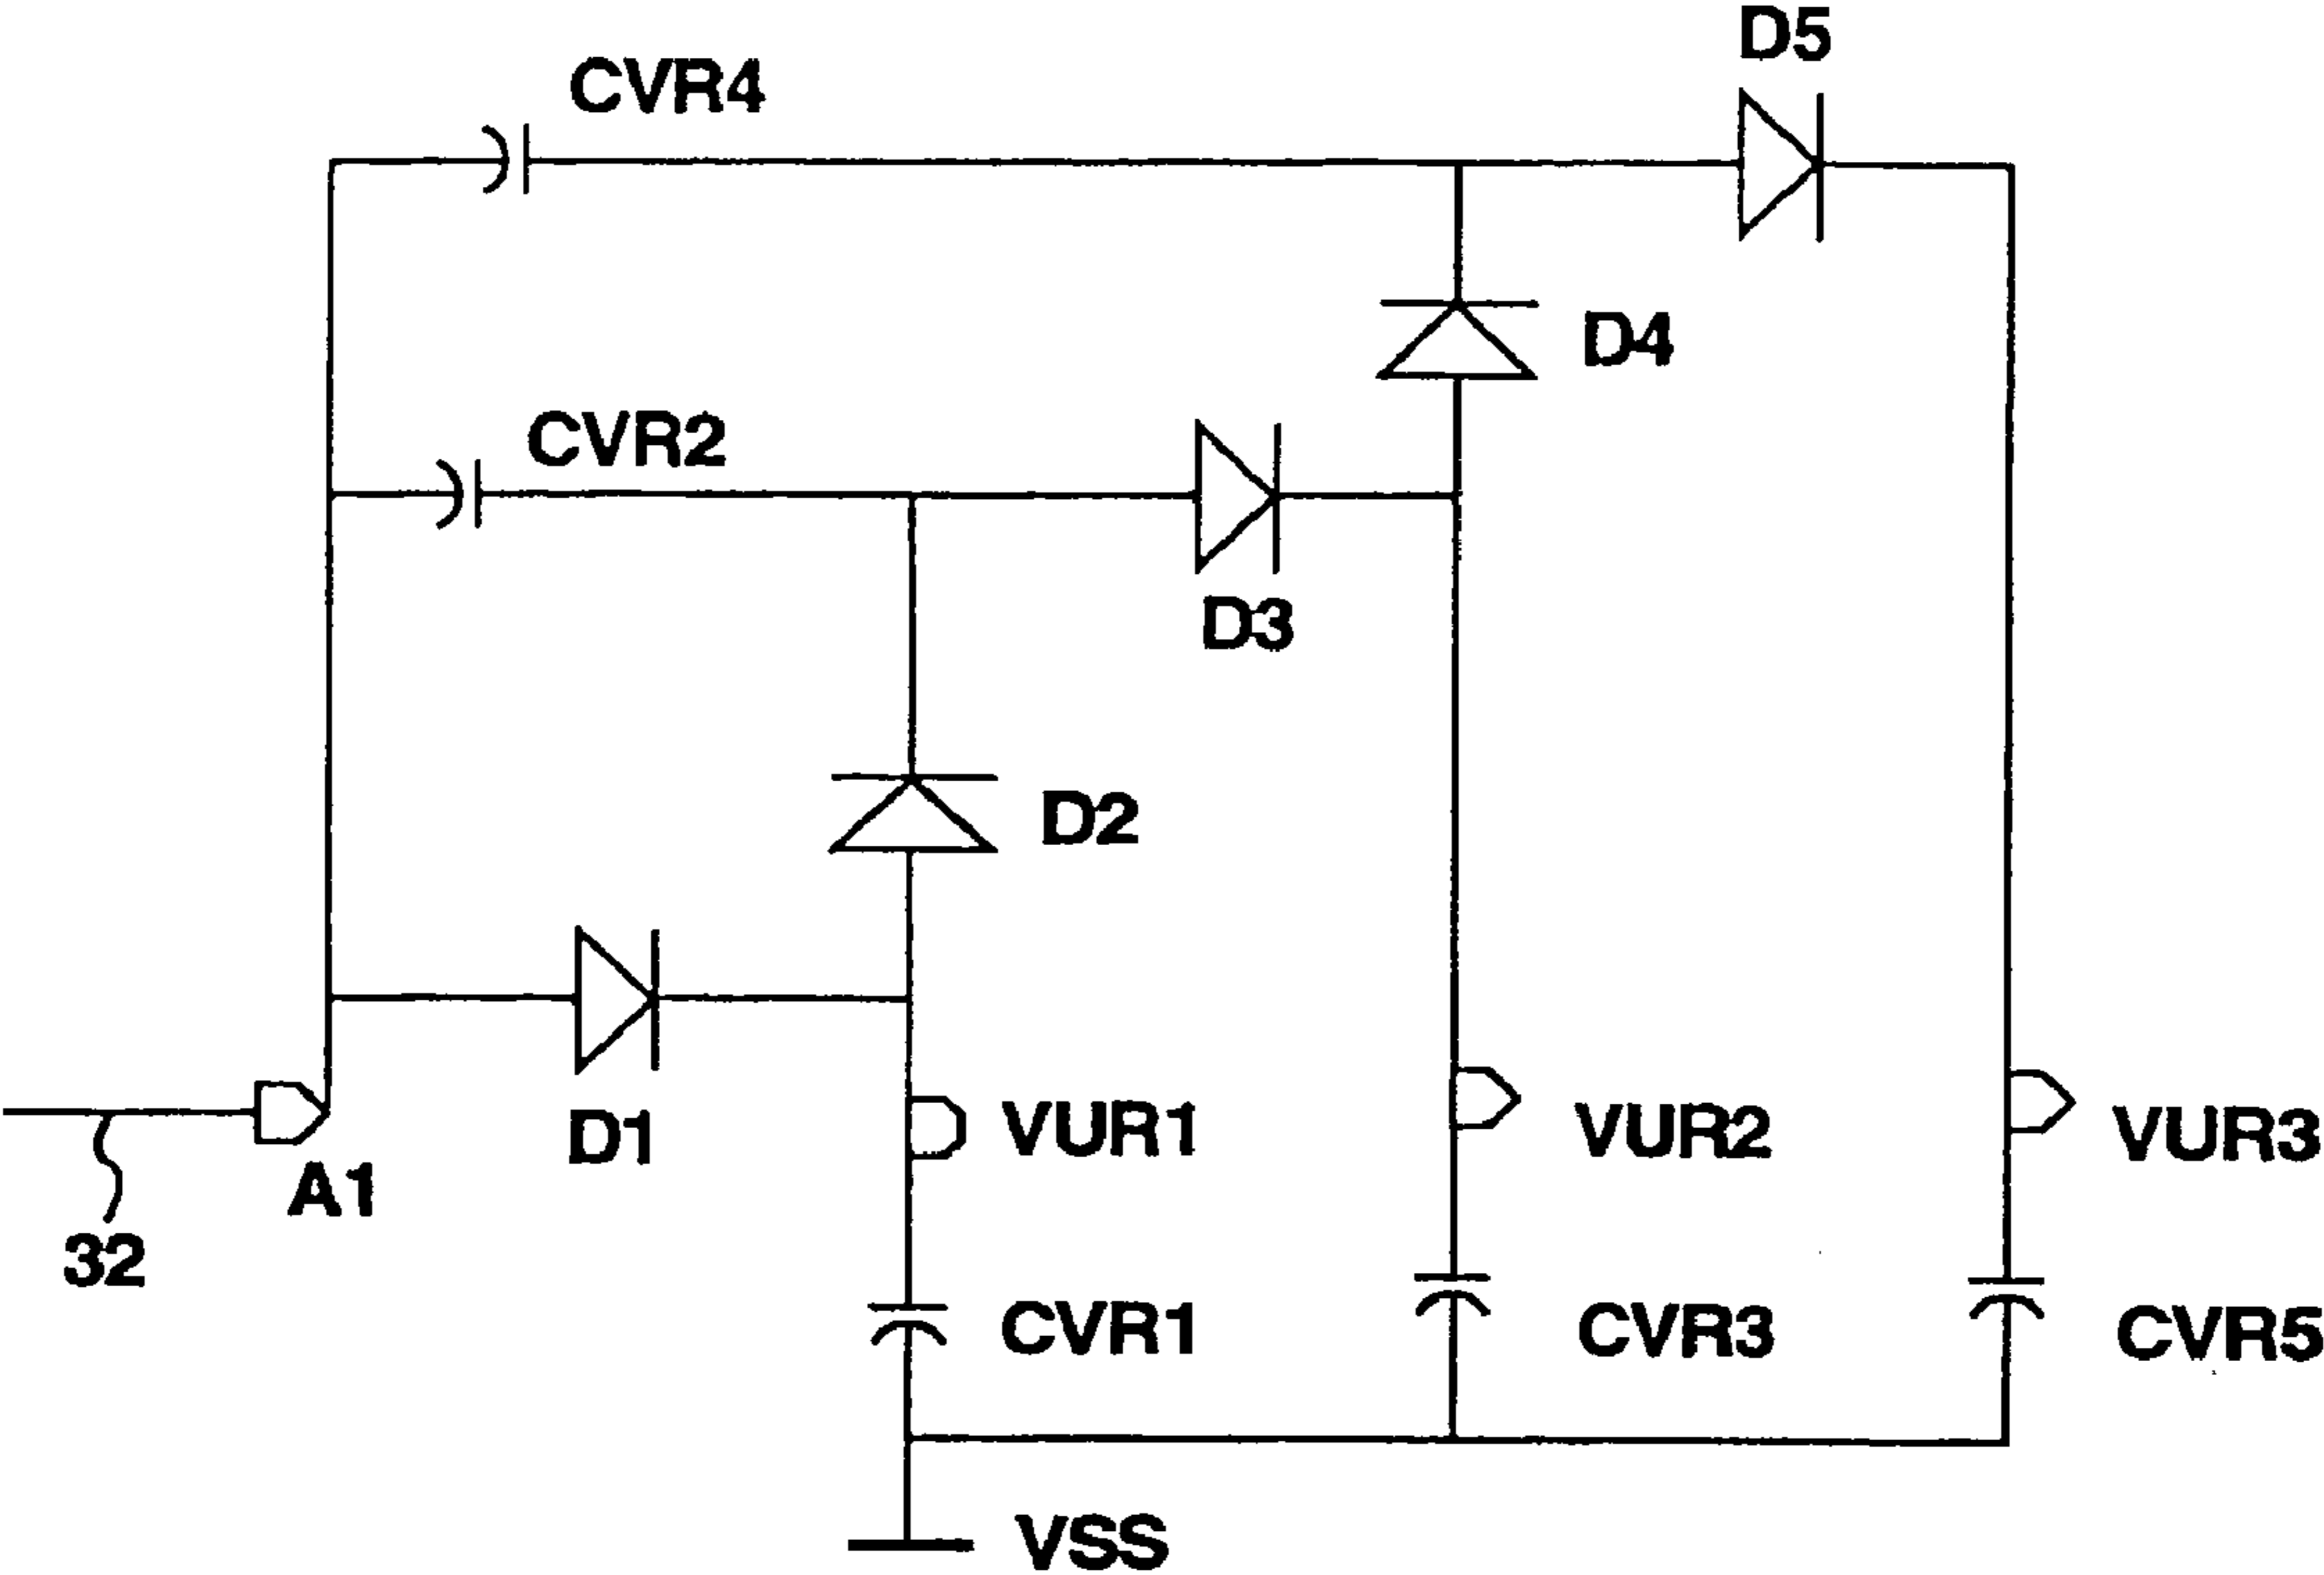 D5
CVR4
D4
CVR2
D3
D2
D1
VUR1
VUR2
VUR3
A1
32
CVR1
CVR3
CVR5
VSS